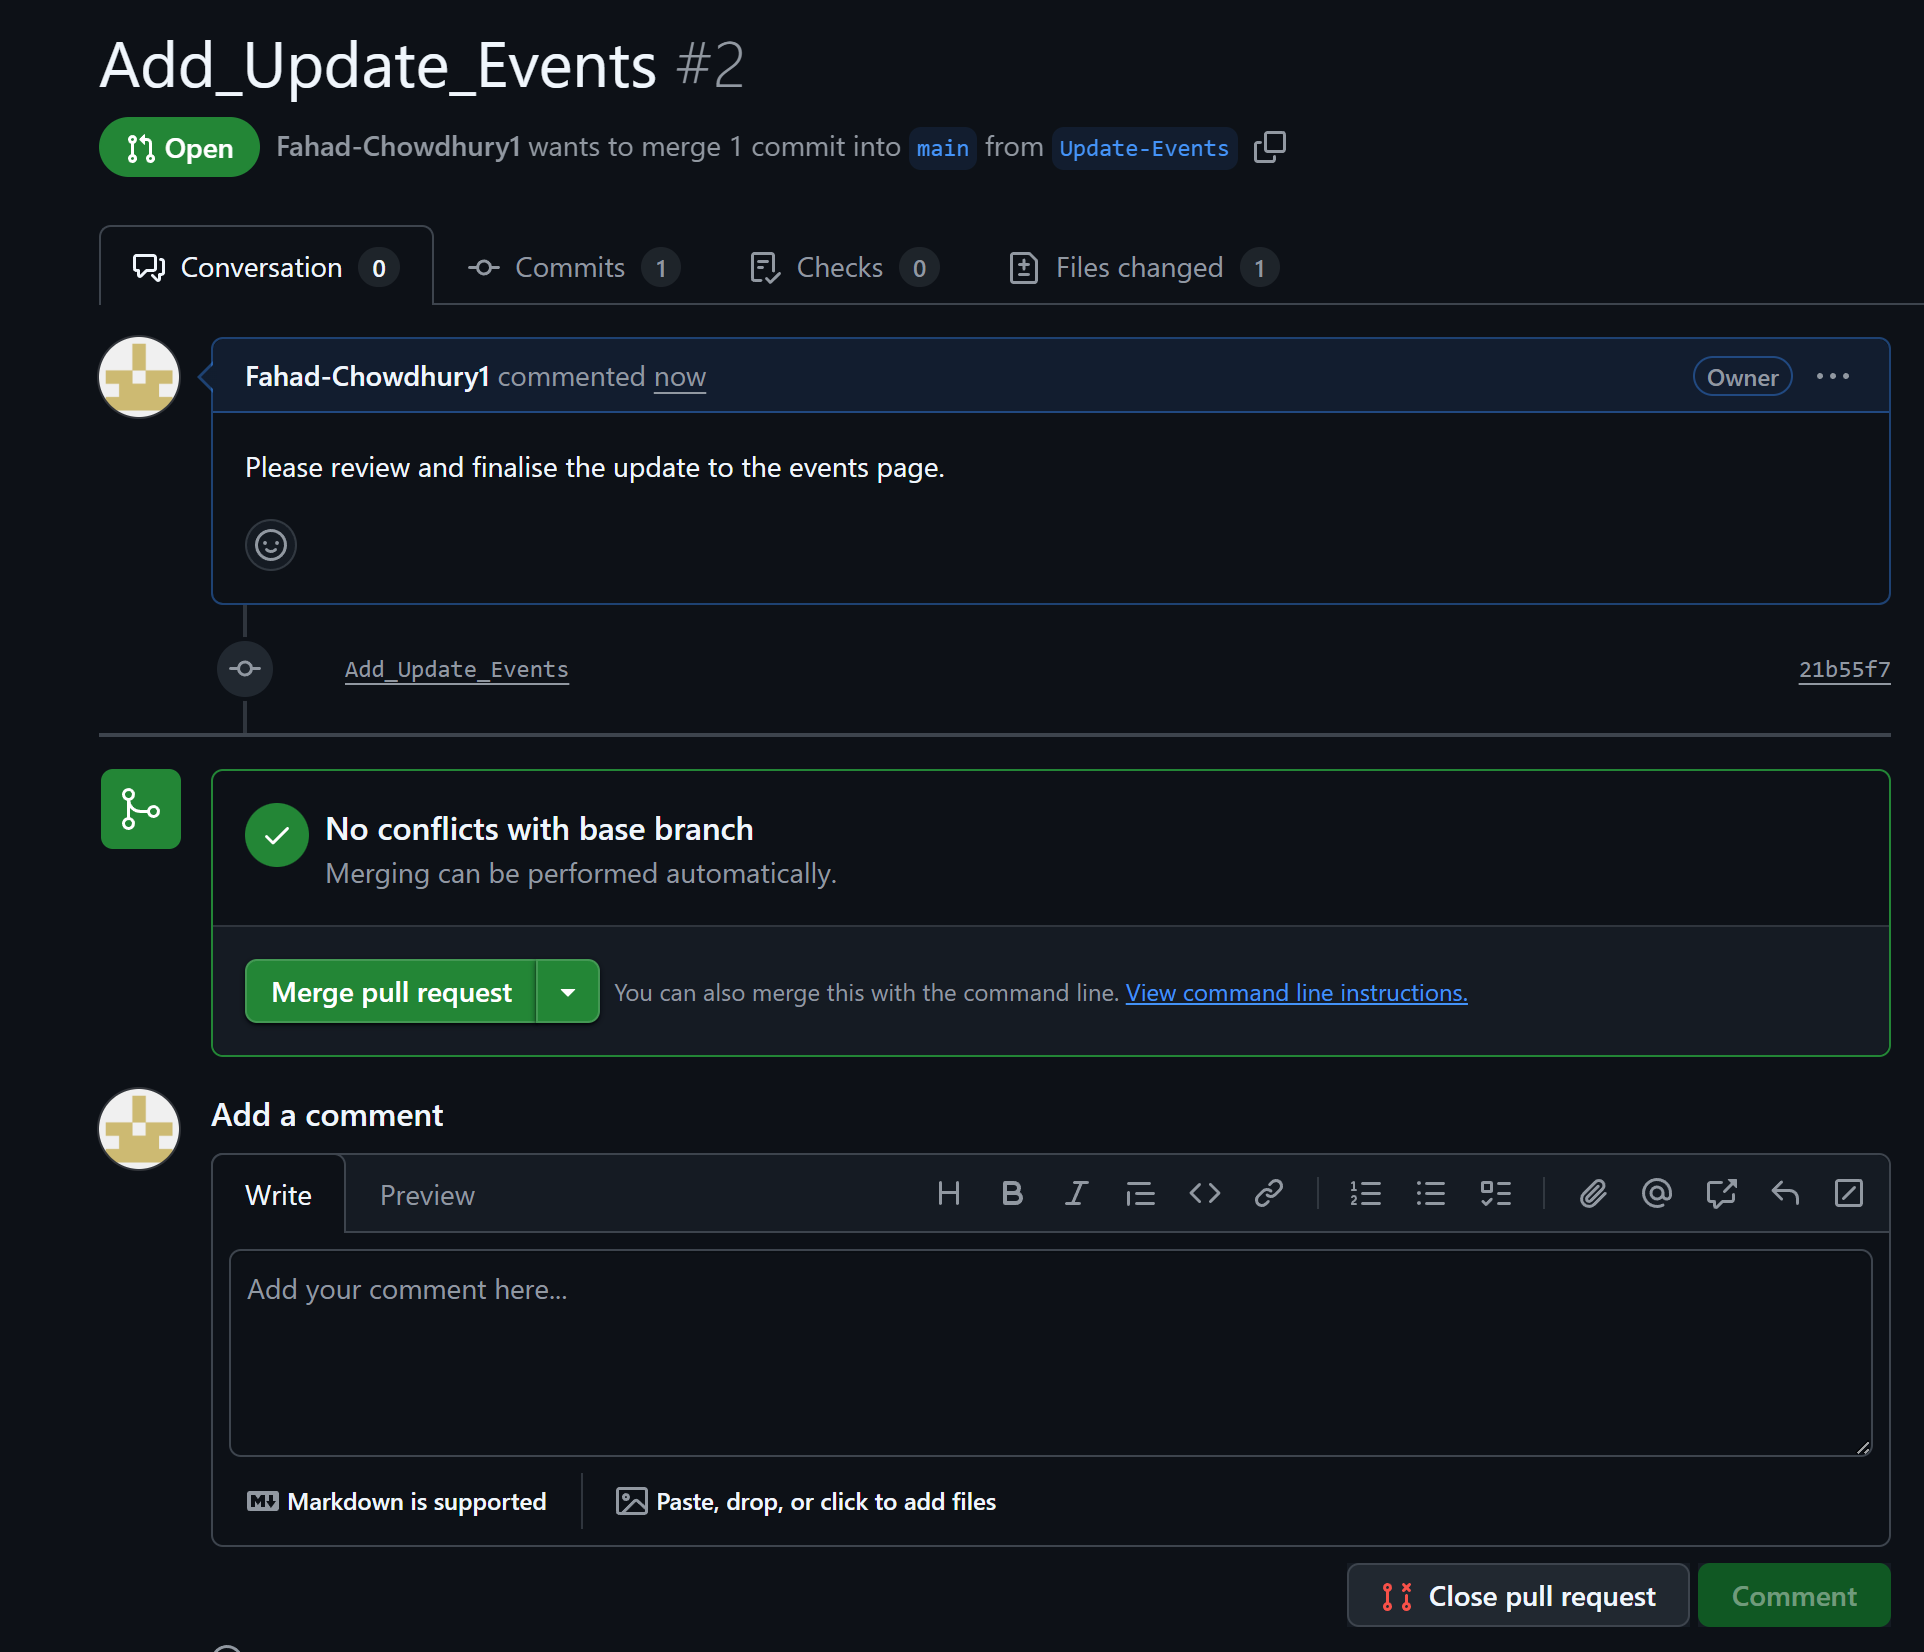 Add_Update_Events #2
Open Fahad-Chowdhury1 wants to merge 1 commit into main from Update-Events
Conversation 0 Commits 1 Checks 0 Files changed 1
Fahad-Chowdhury1 commented now Owner
Please review and finalise the update to the events page.
Add_Update_Events 21b55f7
No conflicts with base branch
Merging can be performed automatically.
Merge pull request You can also merge this with the command line. View command line instructions.
Add a comment
Write Preview
Add your comment here...
Markdown is supported Paste, drop, or click to add files
Close pull request Comment